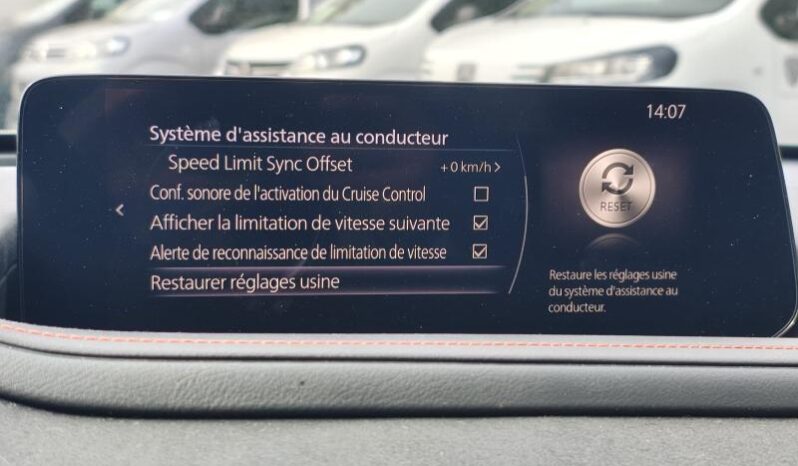 14:07
Système d'assistance au conducteur
Speed Limit Sync Offset +0 km/h
Conf. sonore de l'activation du Cruise Control
Afficher la limitation de vitesse suivante
Alerte de reconnaissance de limitation de vitesse
Restaurer réglages usine
RESET
Restaure les réglages usine
du système d'assistance au
conducteur.